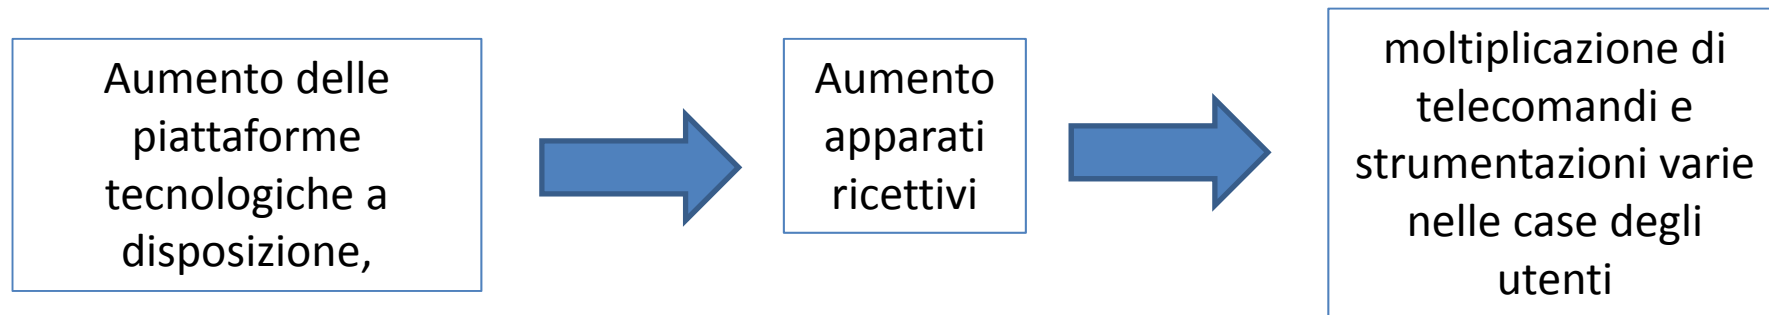 Aumento delle
piattaforme
tecnologiche a
disposizione,
Aumento
apparati
ricettivi
moltiplicazione di
telecomandi e
strumentazioni varie
nelle case degli
utenti